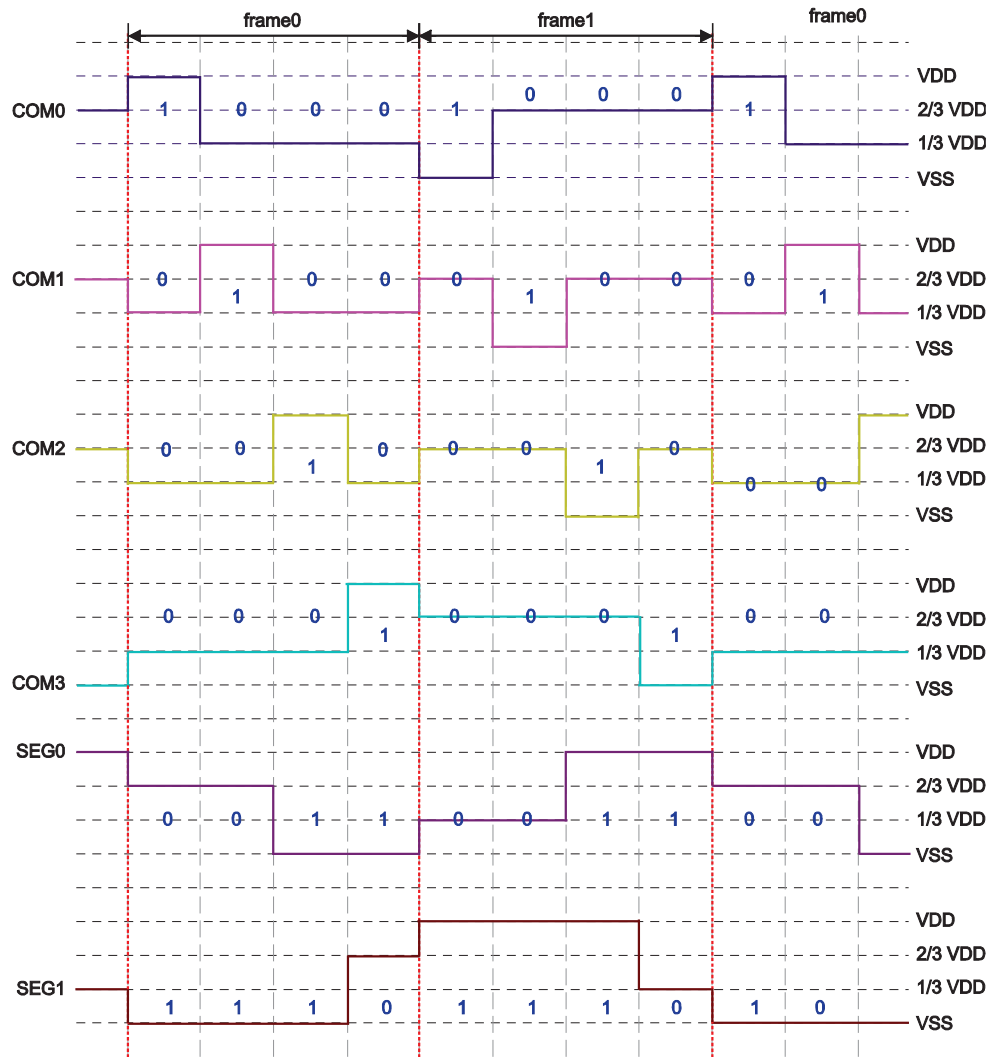 frame0 frame1 frame0
VDD
COM0 1 0 0 0 1 0 0 0 1 2/3 VDD
1/3 VDD
VSS
VDD
COM1 0 1 0 0 0 1 0 0 0 1 2/3 VDD
1/3 VDD
VSS
VDD
COM2 0 0 1 0 0 0 1 0 2/3 VDD
0 0 1/3 VDD
VSS
VDD
0 0 0 1 0 0 0 1 0 0 2/3 VDD
1/3 VDD
COM3 VSS
SEG0 VDD
2/3 VDD
0 0 1 1 0 0 1 1 0 0 1/3 VDD
VSS
VDD
2/3 VDD
SEG1 1/3 VDD
1 1 1 0 1 1 1 0 1 0 VSS